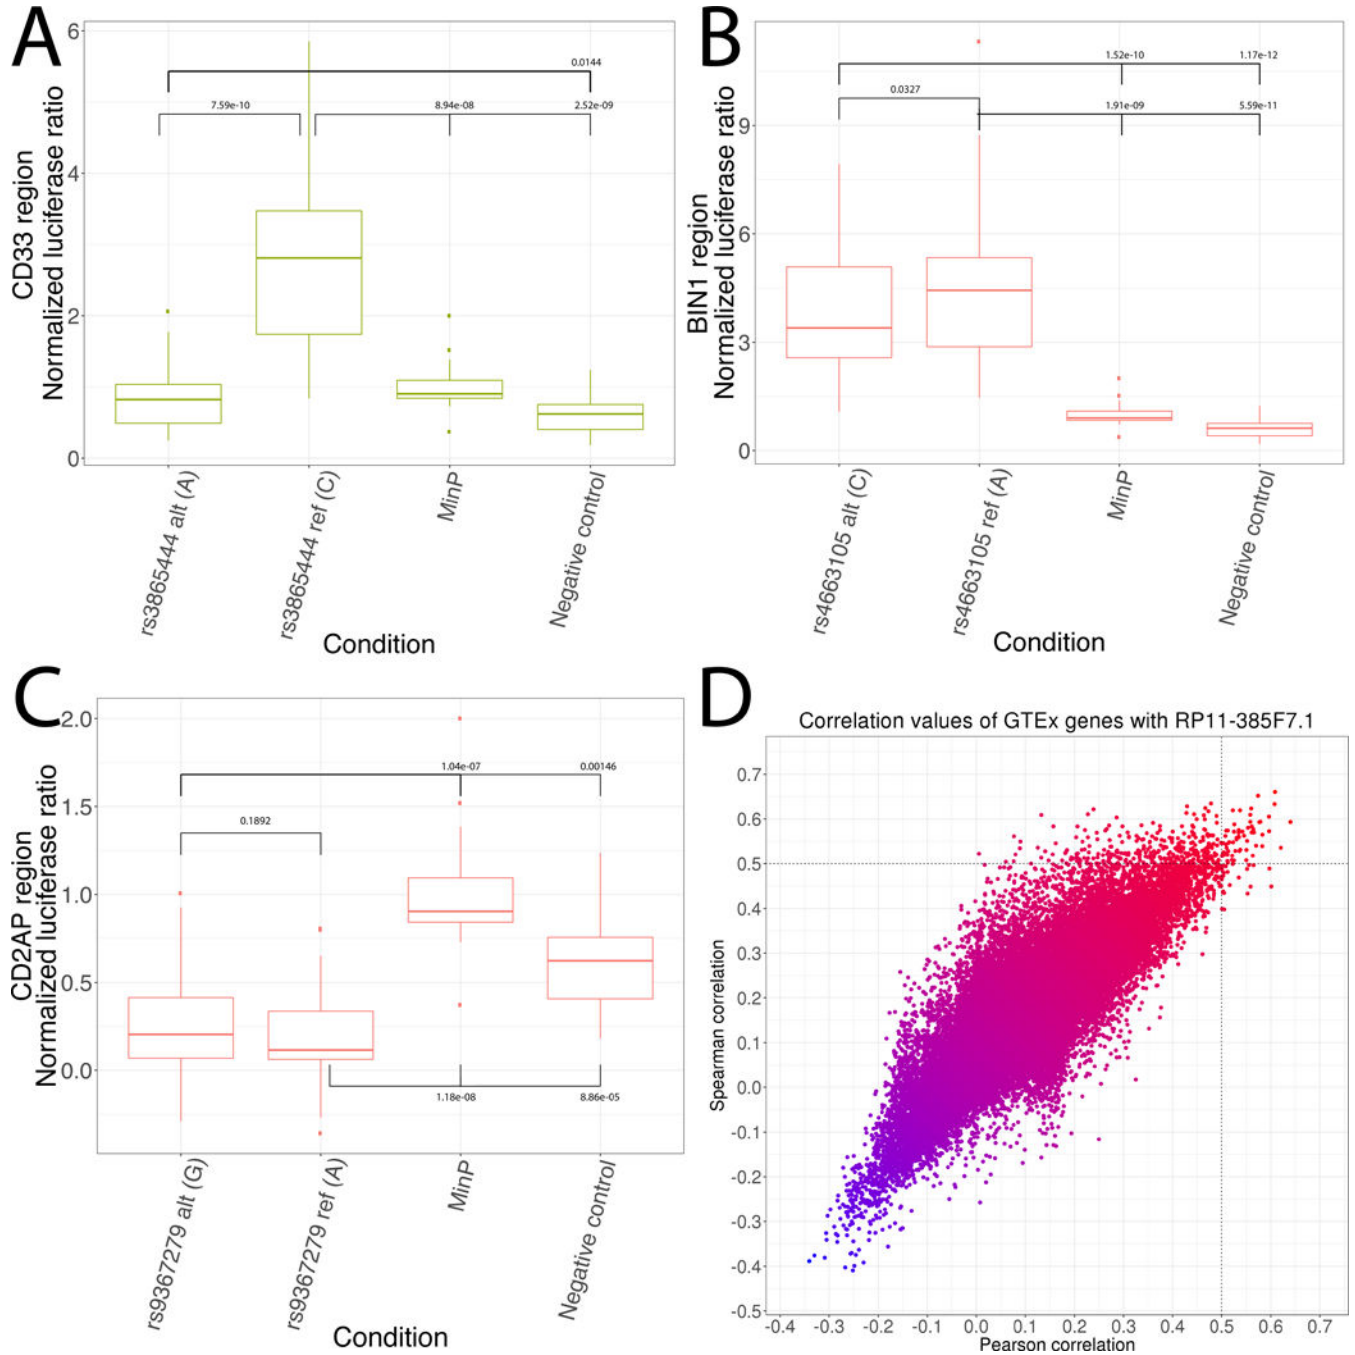 A
CD33 region
Normalized luciferase ratio
6
4
2
0
0.0144
7.59e-10
8.94e-08
2.52e-09
rs3865444 alt (A)
rs3865444 ref (C)
MinP
Negative control
Condition
B
BIN1 region
Normalized luciferase ratio
9
6
3
0
1.52e-10
1.17e-12
0.0327
1.91e-09
5.59e-11
rs4663105 alt (C)
rs4663105 ref (A)
MinP
Negative control
Condition
C
CD2AP region
Normalized luciferase ratio
2.0
1.5
1.0
0.5
0.0
1.04e-07
0.00146
0.1892
1.18e-08
8.86e-05
rs9367279 alt (G)
rs9367279 ref (A)
MinP
Negative control
Condition
D
Correlation values of GTEx genes with RP11-385F7.1
Spearman correlation
0.7
0.6
0.5
0.4
0.3
0.2
0.1
0.0
-0.1
-0.2
-0.3
-0.4
-0.5
-0.4 -0.3 -0.2 -0.1 0.0 0.1 0.2 0.3 0.4 0.5 0.6 0.7
Pearson correlation